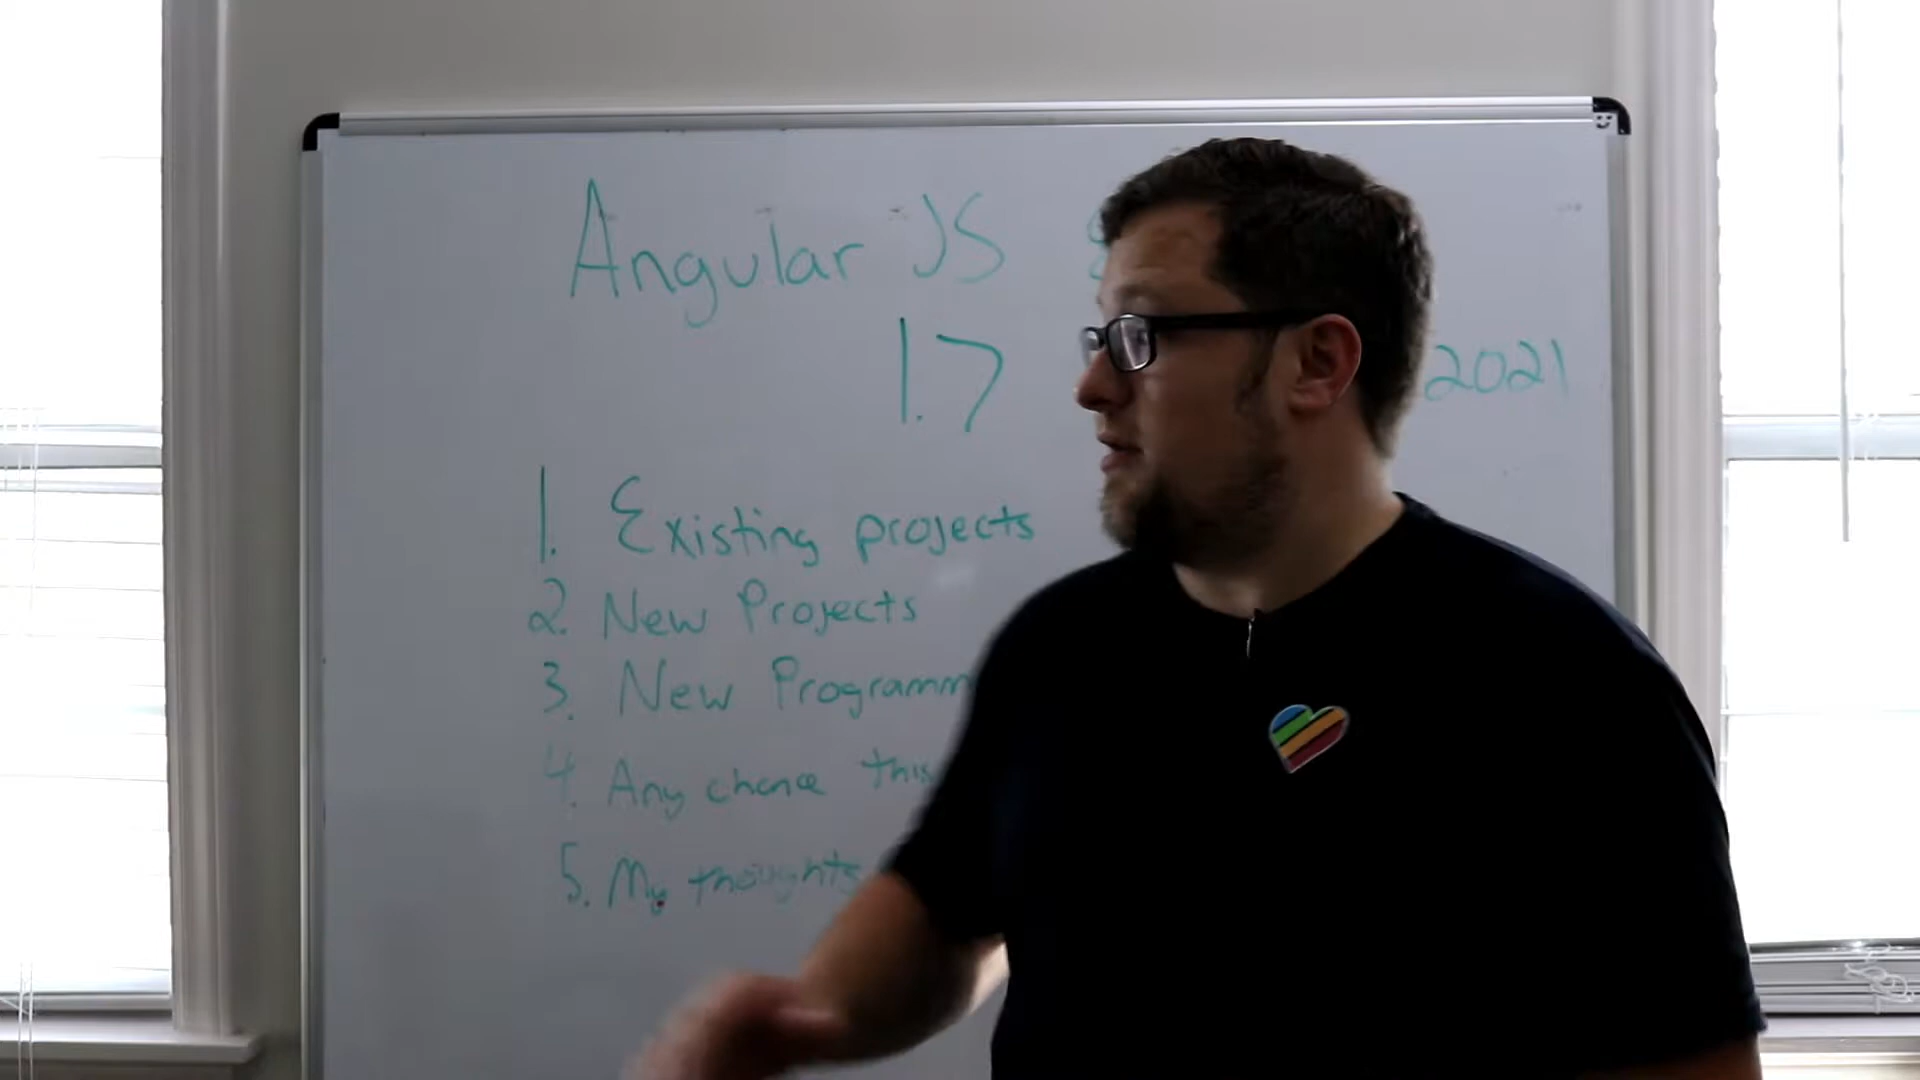 Angular JS
1.7
2021
1. Existing projects
2. New Projects
3. New Programm
4. Any chance this
5. My thoughts